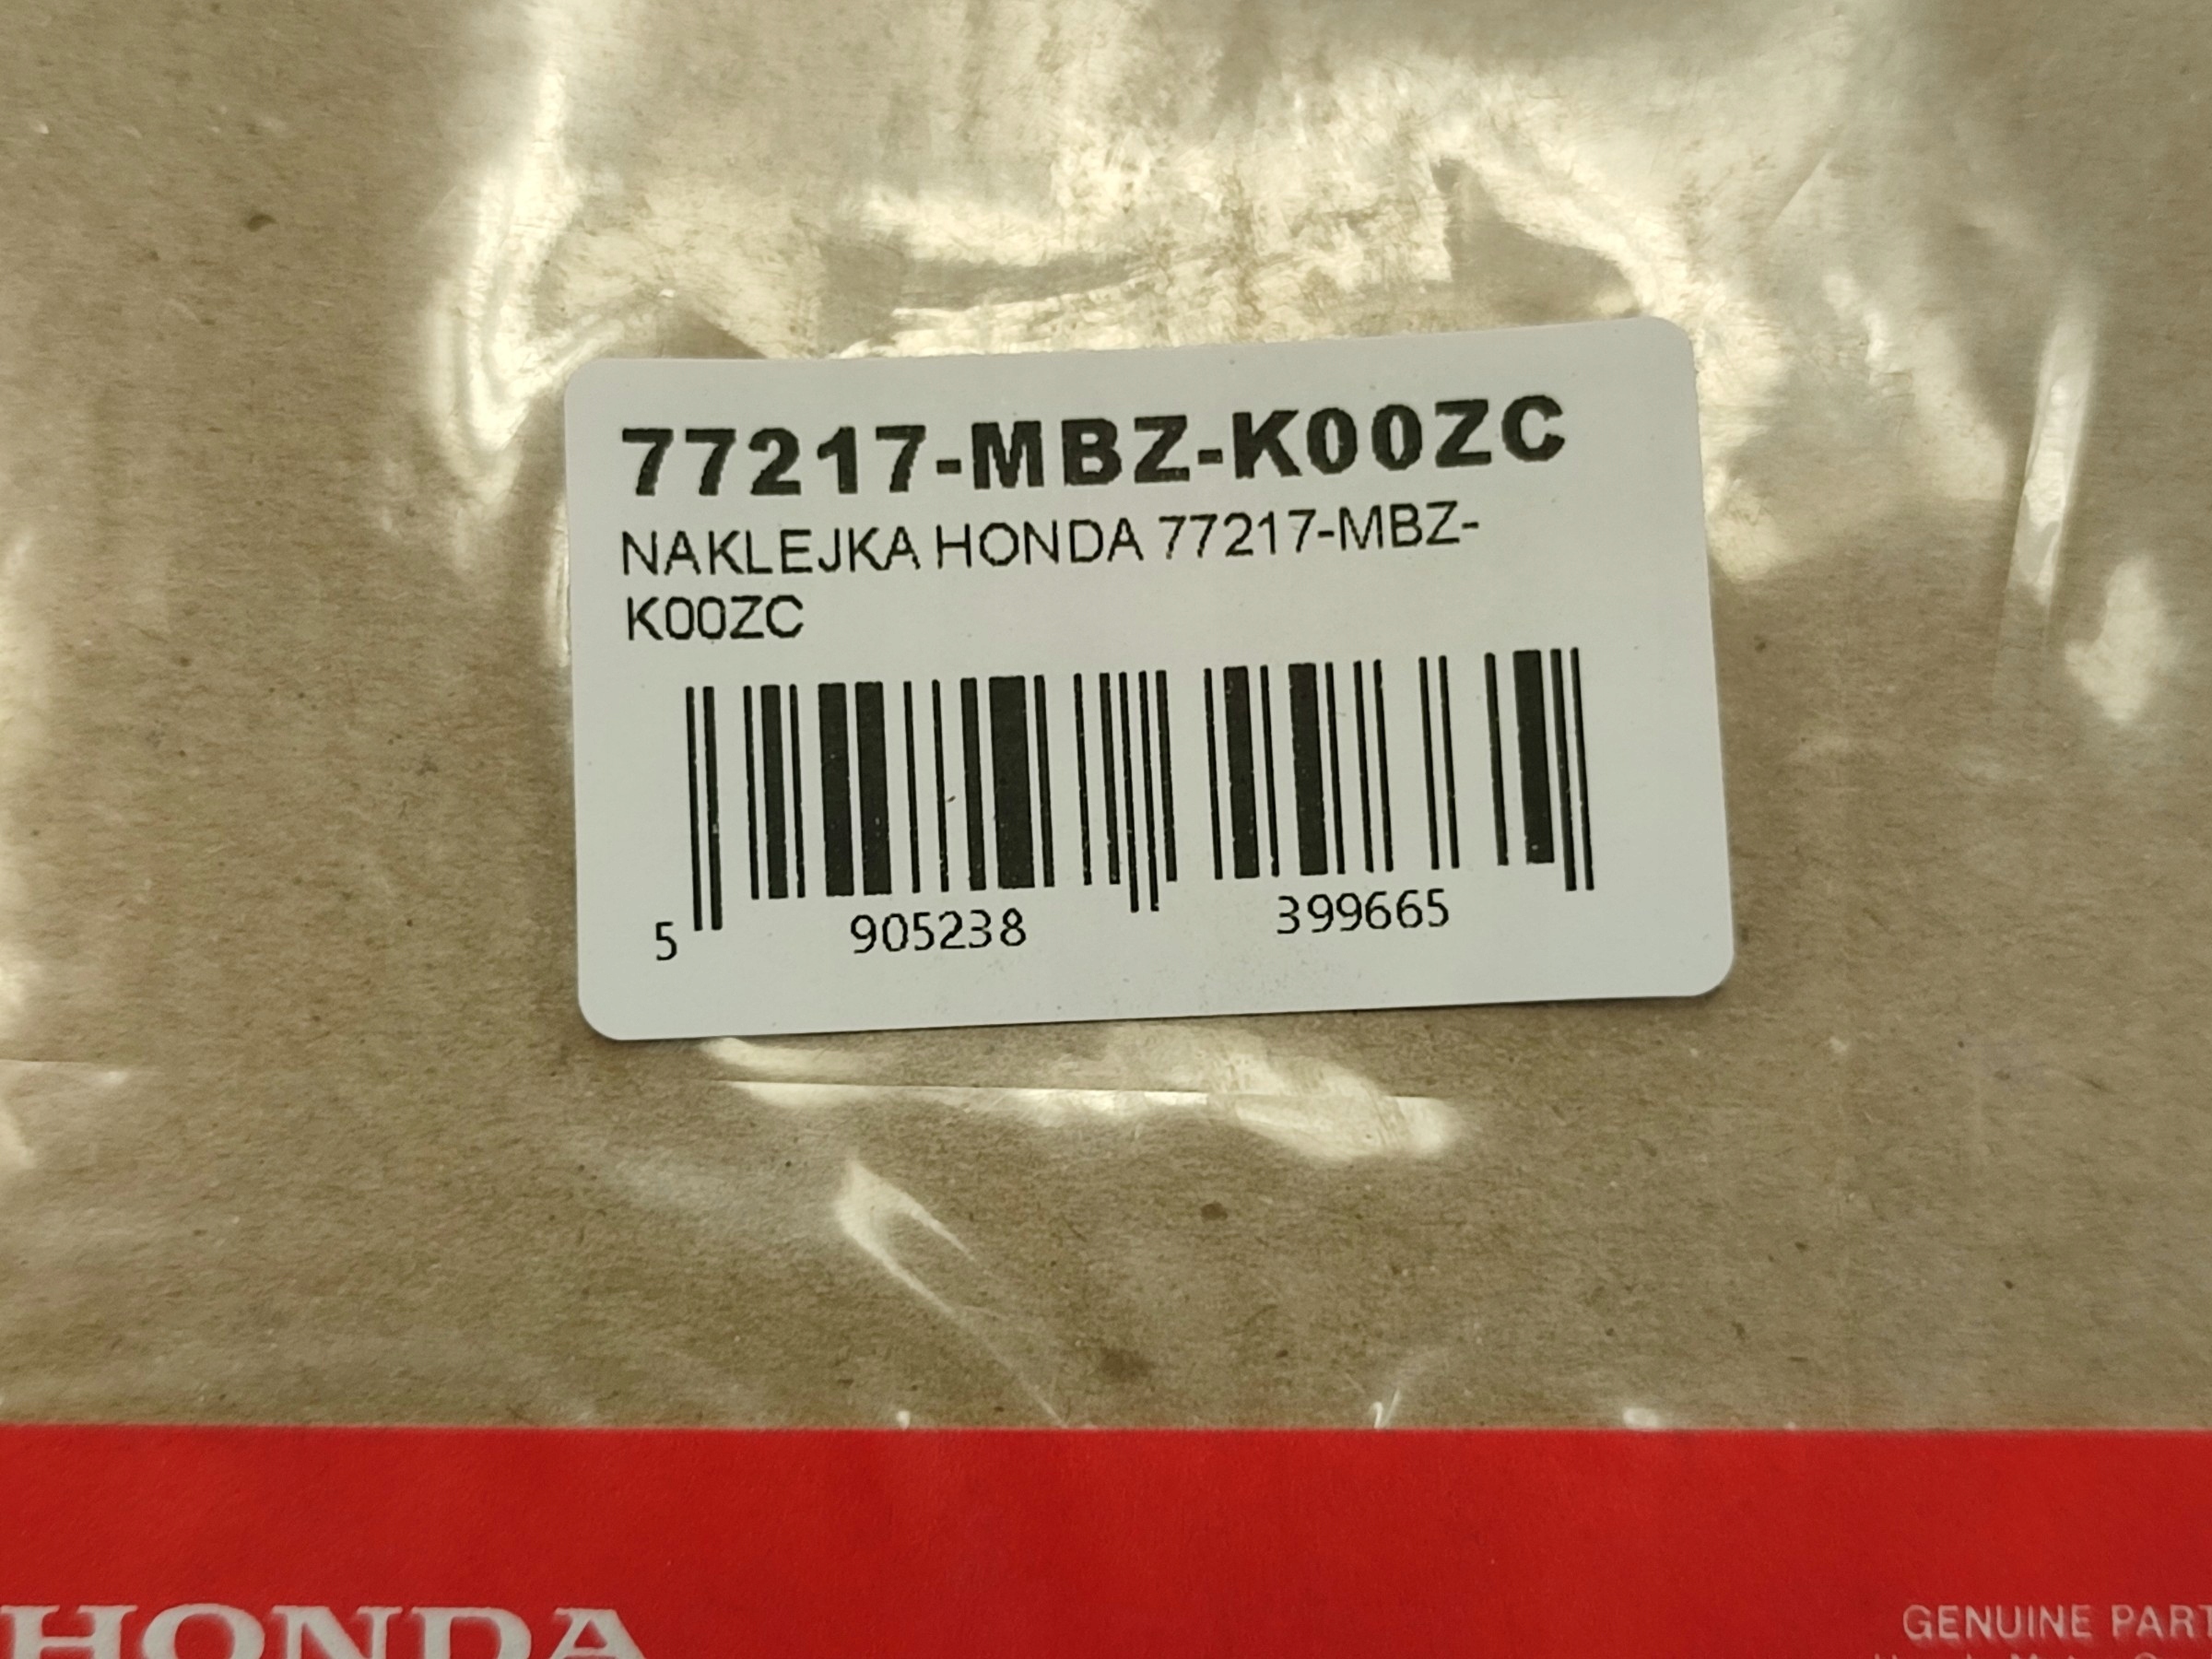 77217-MBZ-K00ZC
NAKLEJKA HONDA 77217-MBZ-
K00ZC
5 905238 399665
HONDA
GENUINE PART